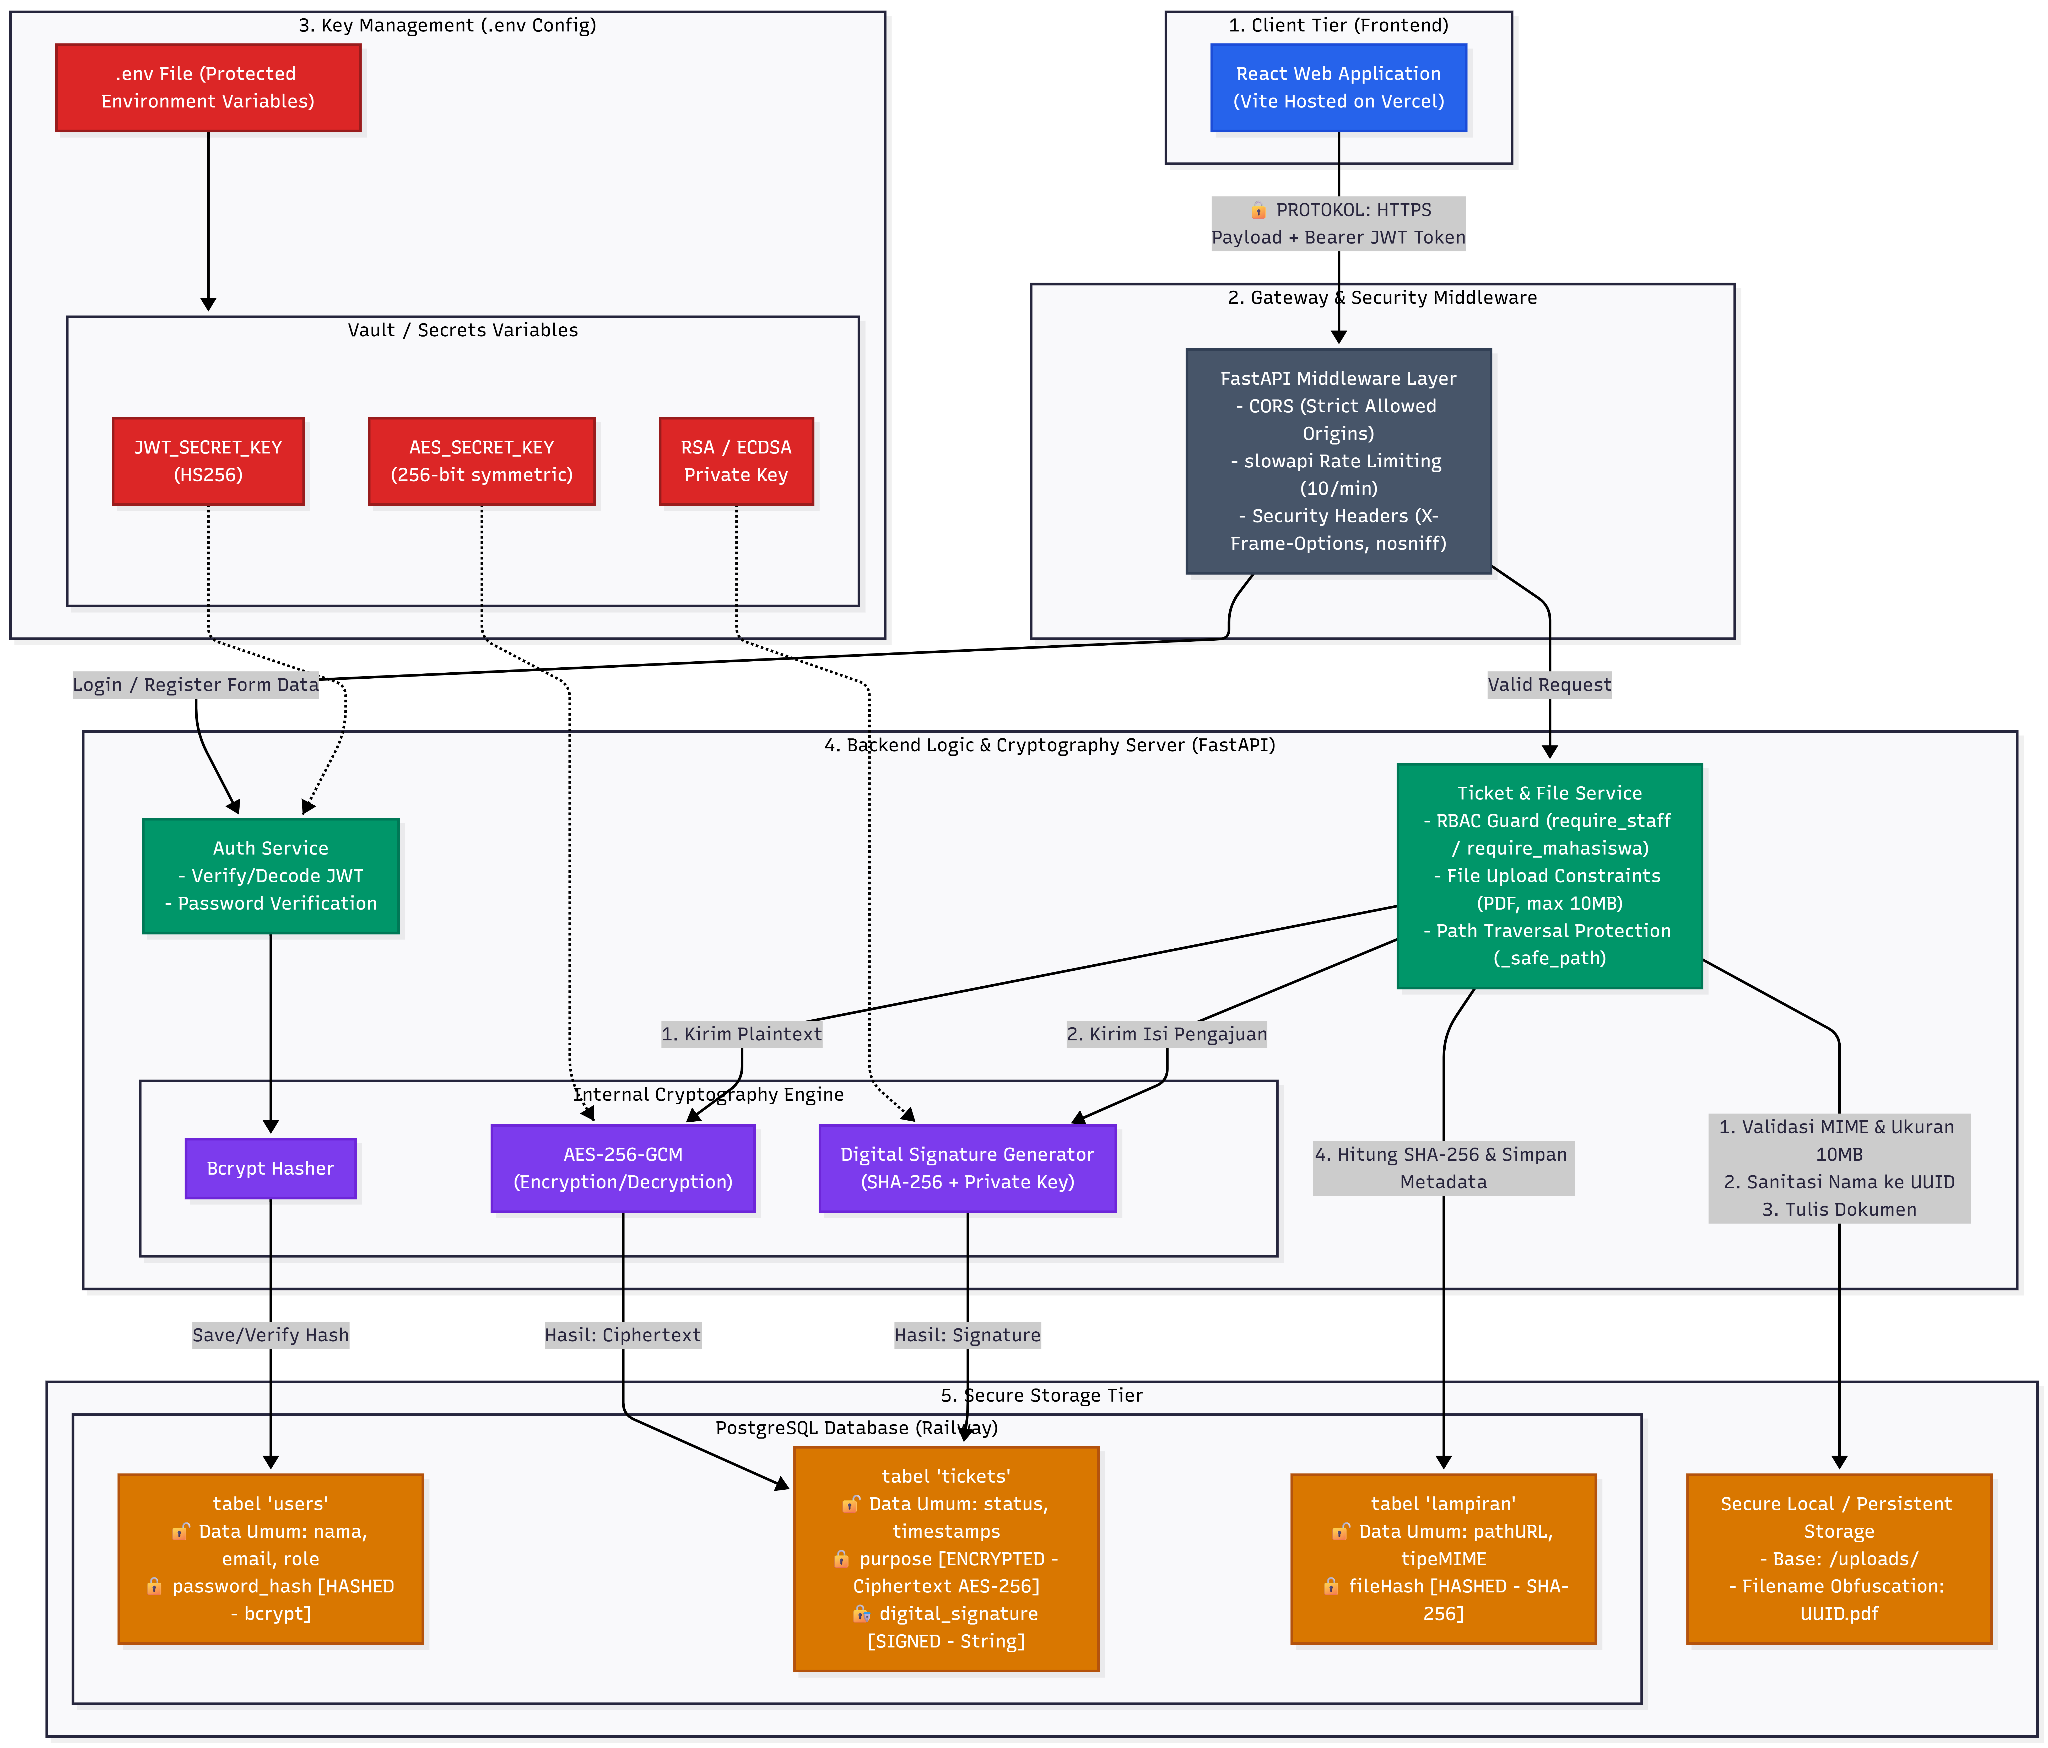 3. Key Management (.env Config)
.env File (Protected
Environment Variables)
Vault / Secrets Variables
JWT_SECRET_KEY
(HS256)
AES_SECRET_KEY
(256-bit symmetric)
RSA / ECDSA
Private Key
1. Client Tier (Frontend)
React Web Application
(Vite Hosted on Vercel)
🔒 PROTOKOL: HTTPS
Payload + Bearer JWT Token
2. Gateway & Security Middleware
FastAPI Middleware Layer
- CORS (Strict Allowed
Origins)
- slowapi Rate Limiting
(10/min)
- Security Headers (X-
Frame-Options, nosniff)
Login / Register Form Data
Valid Request
4. Backend Logic & Cryptography Server (FastAPI)
Auth Service
- Verify/Decode JWT
- Password Verification
Ticket & File Service
- RBAC Guard (require_staff
/ require_mahasiswa)
- File Upload Constraints
(PDF, max 10MB)
- Path Traversal Protection
(_safe_path)
1. Kirim Plaintext
2. Kirim Isi Pengajuan
Internal Cryptography Engine
Bcrypt Hasher
AES-256-GCM
(Encryption/Decryption)
Digital Signature Generator
(SHA-256 + Private Key)
4. Hitung SHA-256 & Simpan
Metadata
1. Validasi MIME & Ukuran
10MB
2. Sanitasi Nama ke UUID
3. Tulis Dokumen
Save/Verify Hash
Hasil: Ciphertext
Hasil: Signature
5. Secure Storage Tier
PostgreSQL Database (Railway)
tabel 'users'
🔓 Data Umum: nama,
email, role
🔒 password_hash [HASHED
- bcrypt]
tabel 'tickets'
🔓 Data Umum: status,
timestamps
🔒 purpose [ENCRYPTED -
Ciphertext AES-256]
🔏 digital_signature
[SIGNED - String]
tabel 'lampiran'
🔓 Data Umum: pathURL,
tipeMIME
🔒 fileHash [HASHED - SHA-
256]
Secure Local / Persistent
Storage
- Base: /uploads/
- Filename Obfuscation:
UUID.pdf